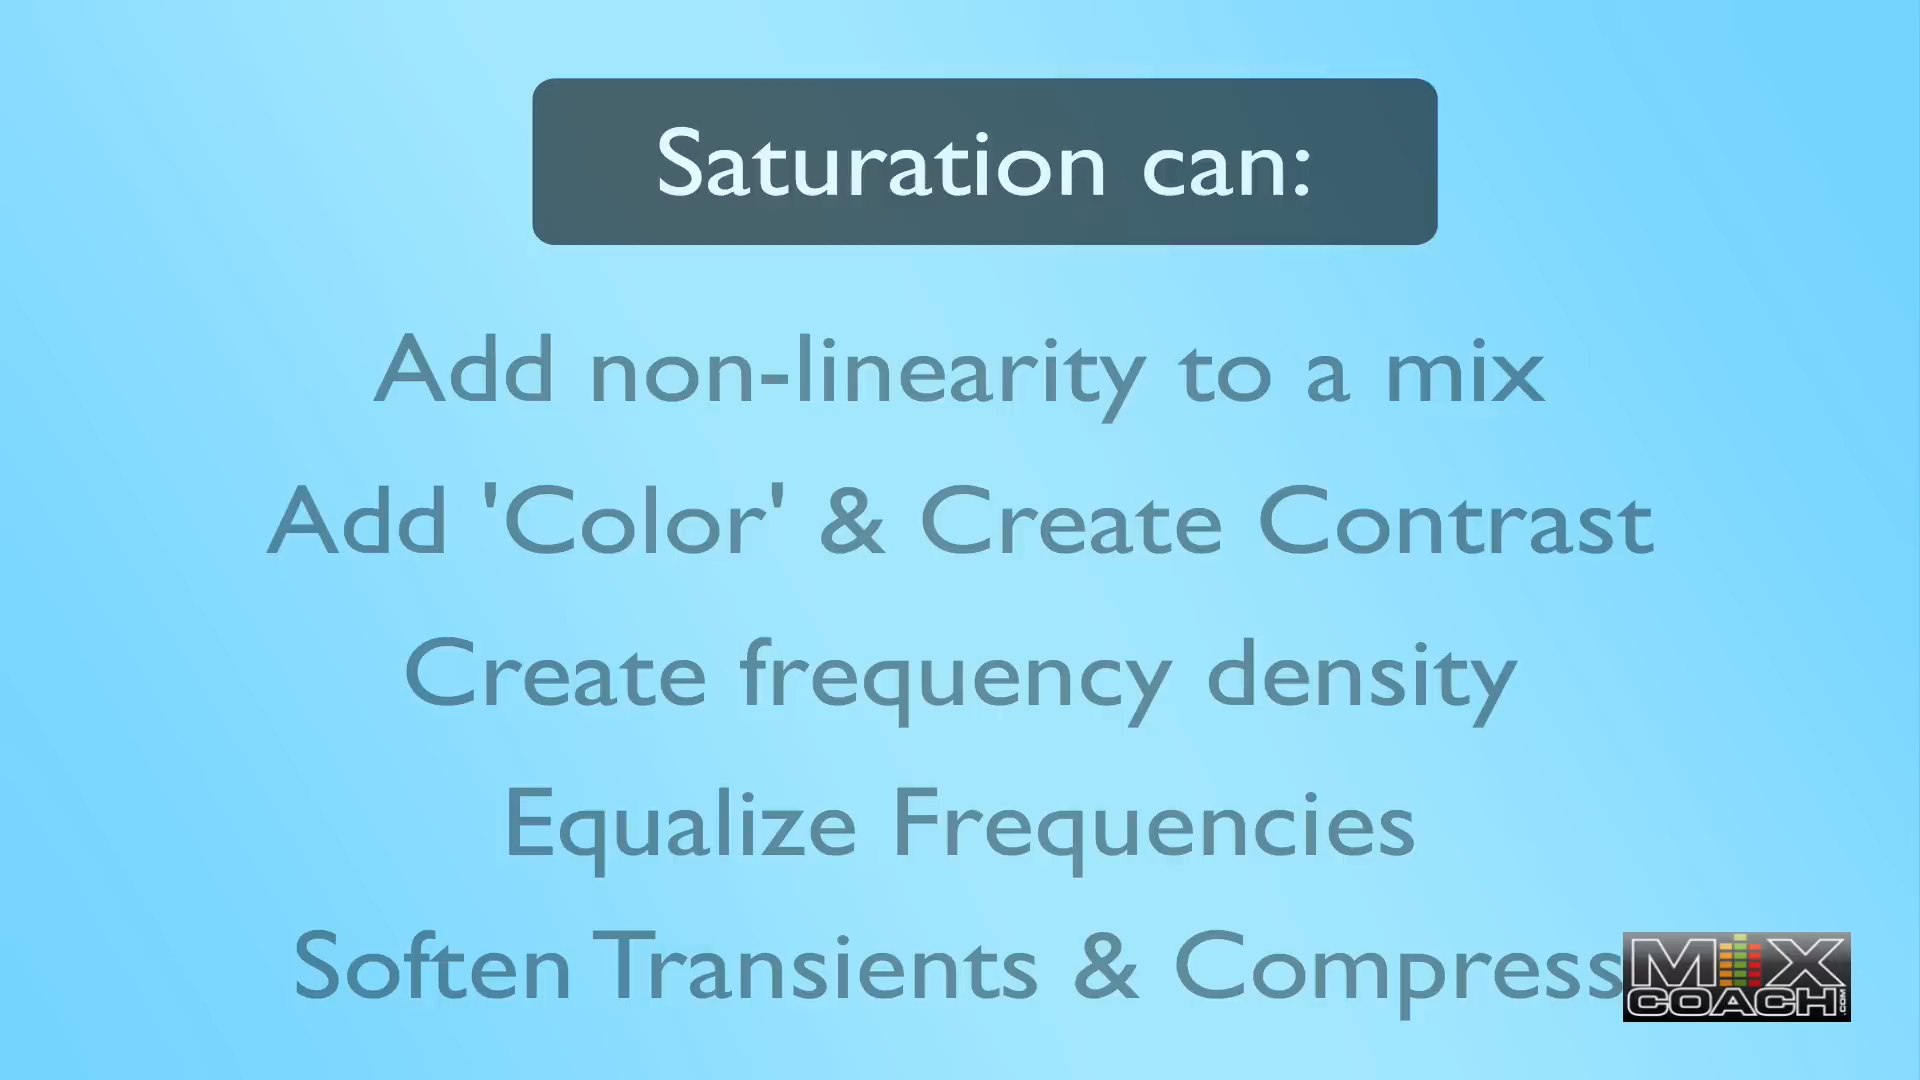 Saturation can:
Add non-linearity to a mix
Add 'Color' & Create Contrast
Create frequency density
Equalize Frequencies
Soften Transients & Compress
MIX
COACH.COM